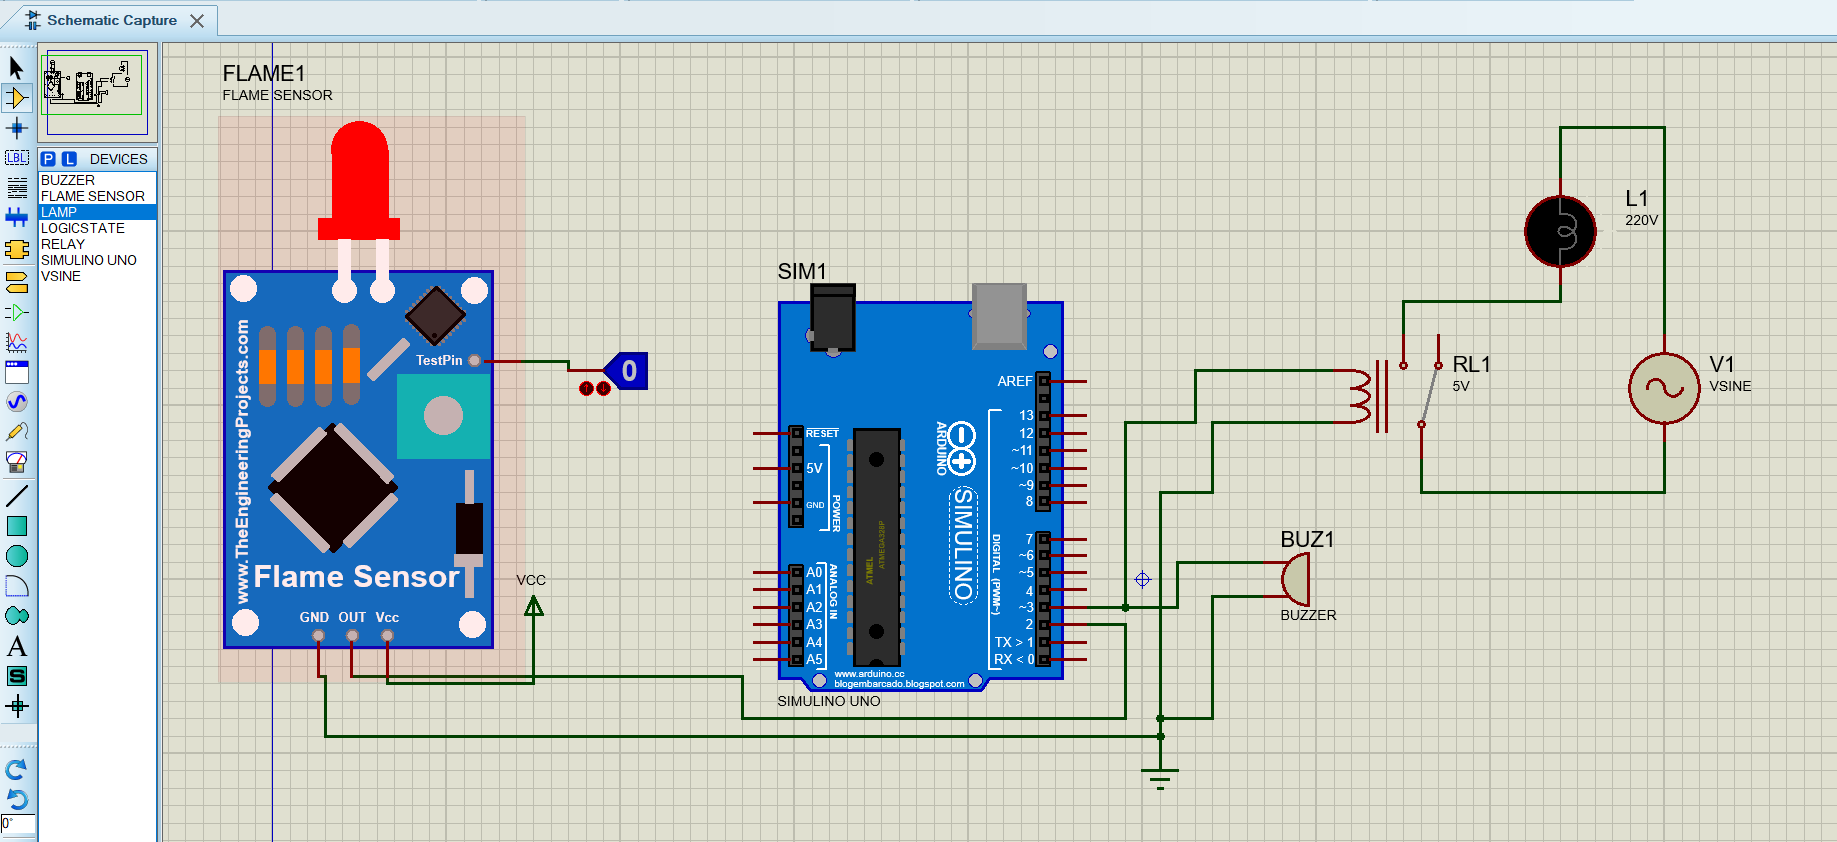 Schematic Capture
LBL
P L DEVICES
BUZZER
FLAME SENSOR
LAMP
LOGICSTATE
RELAY
SIMULINO UNO
VSINE
A
S
0°
FLAME1
FLAME SENSOR
www.TheEngineeringProjects.com
TestPin
0
Flame Sensor
GND OUT Vcc
VCC
SIM1
AREF
13
12
~11
~10
~9
8
7
~6
~5
4
~3
2
TX > 1
RX < 0
RESET
5V
GND
POWER
A0
A1
A2
A3
A4
A5
ANALOG IN
ATMEL
ATMEGA328P
ARDUINO
SIMULINO
DIGITAL (PWM~)
www.arduino.cc
blogembarcado.blogspot.com
SIMULINO UNO
L1
220V
RL1
5V
V1
VSINE
BUZ1
BUZZER